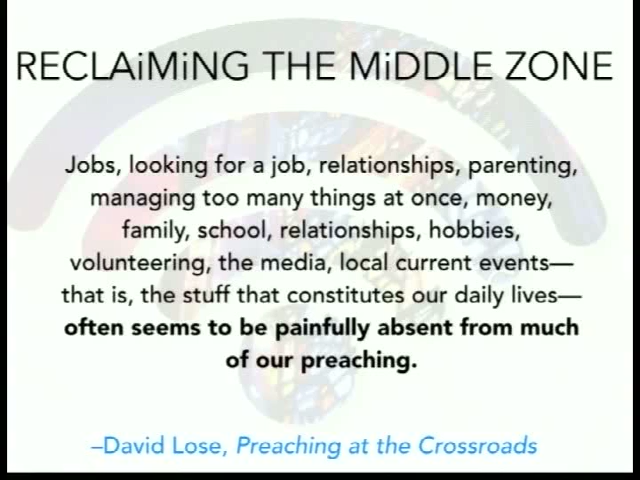 RECLAiMiNG THE MiDDLE ZONE
Jobs, looking for a job, relationships, parenting,
managing too many things at once, money,
family, school, relationships, hobbies,
volunteering, the media, local current events—
that is, the stuff that constitutes our daily lives—
often seems to be painfully absent from much
of our preaching.
–David Lose, Preaching at the Crossroads